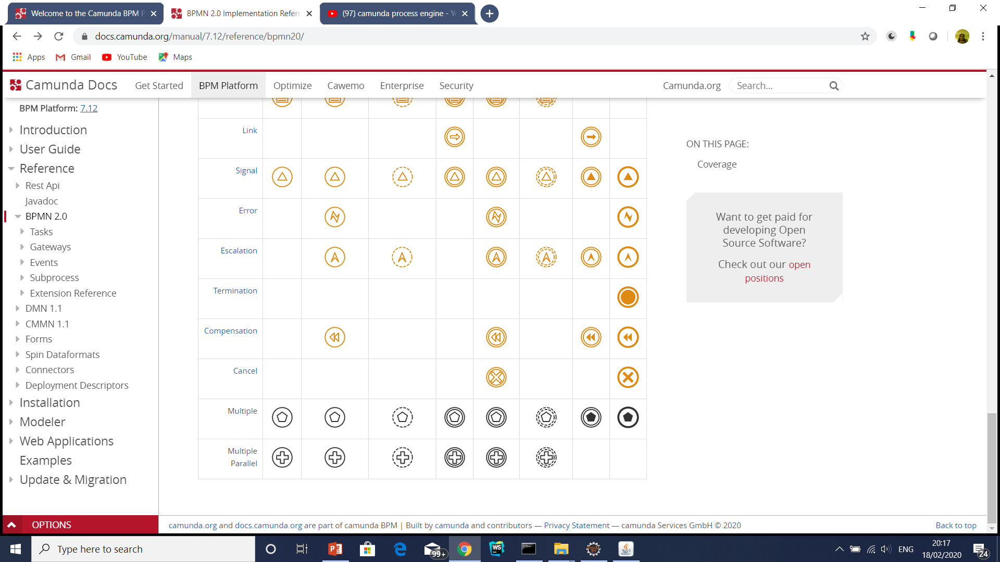 Welcome to the Camunda BPM P
BPMN 2.0 Implementation Refere
(97) camunda process engine - Y
docs.camunda.org/manual/7.12/reference/bpmn20/
Apps Gmail YouTube Maps
Camunda Docs Get Started BPM Platform Optimize Cawemo Enterprise Security Camunda.org Search...
BPM Platform: 7.12
Introduction
User Guide
Reference
Rest Api
Javadoc
BPMN 2.0
Tasks
Gateways
Events
Subprocess
Extension Reference
DMN 1.1
CMMN 1.1
Forms
Spin Dataformats
Connectors
Deployment Descriptors
Installation
Modeler
Web Applications
Examples
Update & Migration
OPTIONS
Link
Signal
Error
Escalation
Termination
Compensation
Cancel
Multiple
Multiple
Parallel
ON THIS PAGE:
Coverage
Want to get paid for
developing Open
Source Software?
Check out our open
positions
camunda.org and docs.camunda.org are part of camunda BPM | Built by camunda and contributors — Privacy Statement — camunda Services GmbH © 2020
Back to top
Type here to search
99+
WS
ENG
20:17
18/02/2020
24